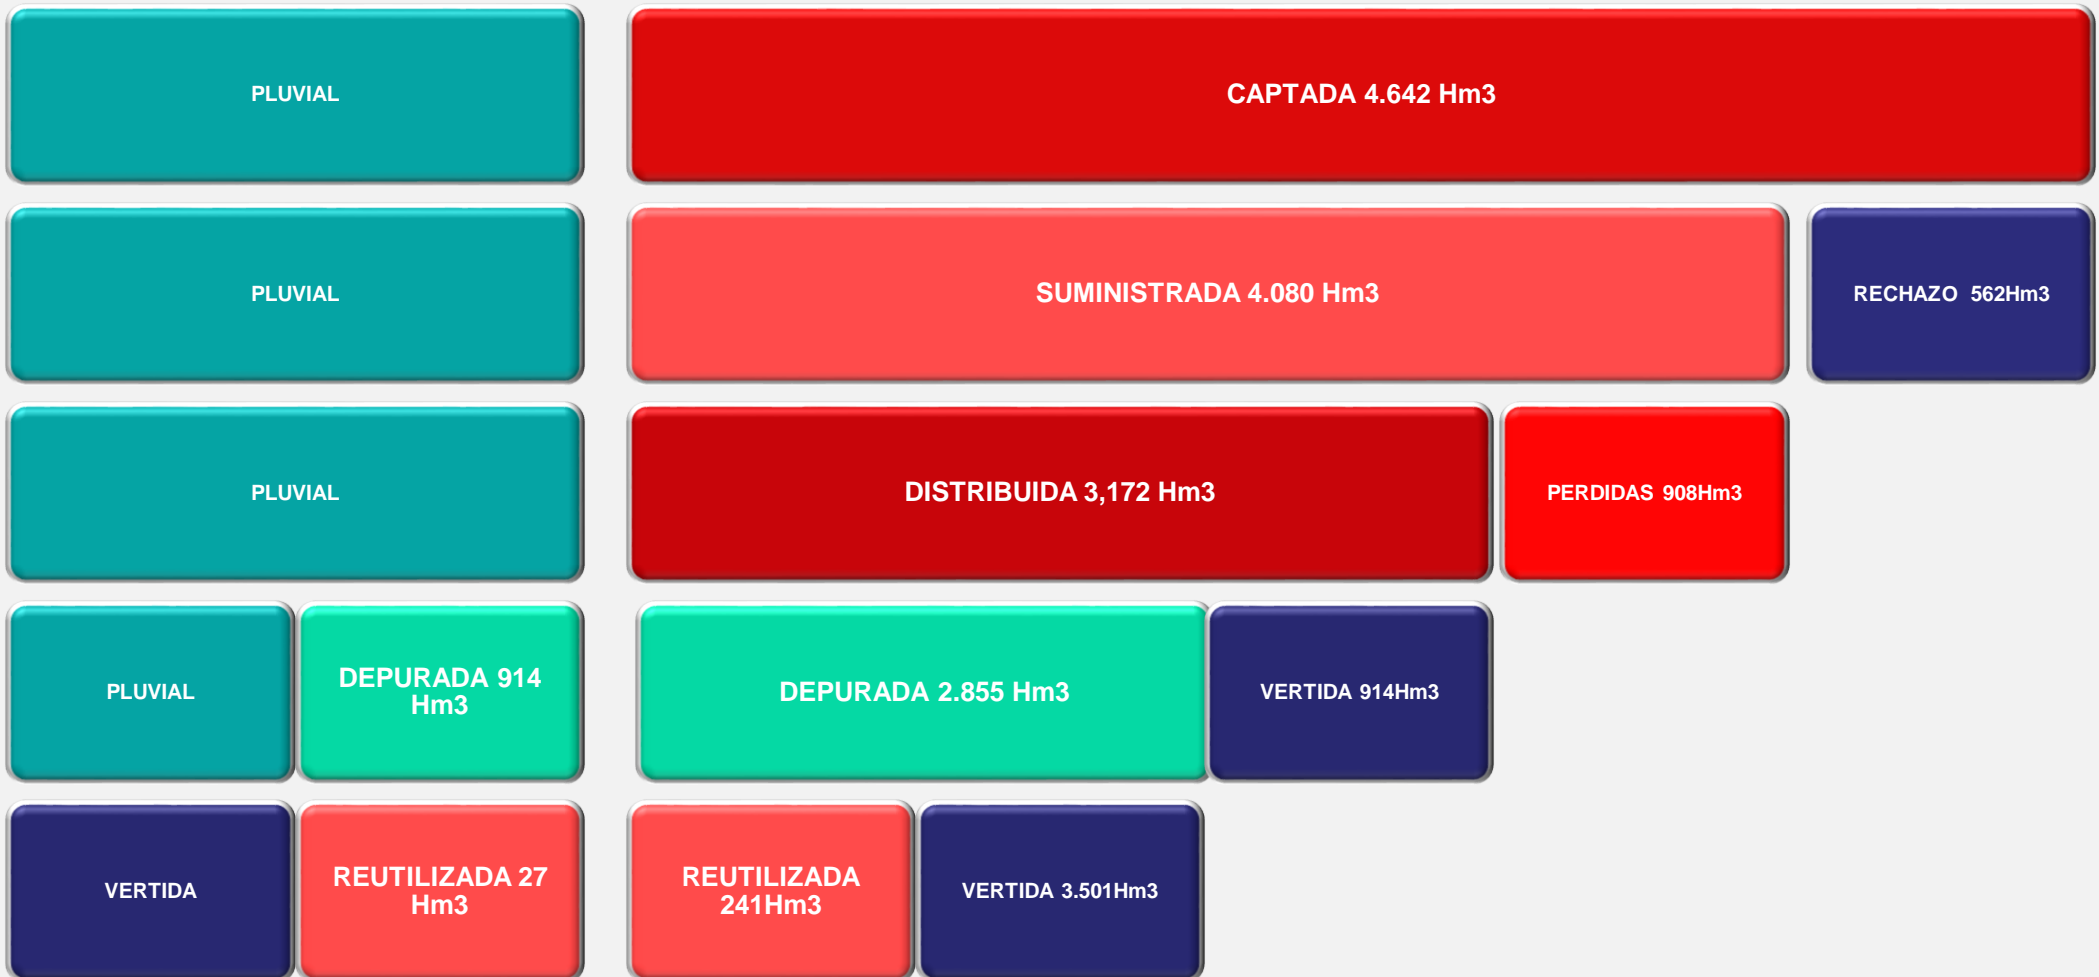 PLUVIAL
CAPTADA 4.642 Hm3
PLUVIAL
SUMINISTRADA 4.080 Hm3
RECHAZO 562Hm3
PLUVIAL
DISTRIBUIDA 3,172 Hm3
PERDIDAS 908Hm3
PLUVIAL
DEPURADA 914
Hm3
DEPURADA 2.855 Hm3
VERTIDA 914Hm3
VERTIDA
REUTILIZADA 27
Hm3
REUTILIZADA
241Hm3
VERTIDA 3.501Hm3